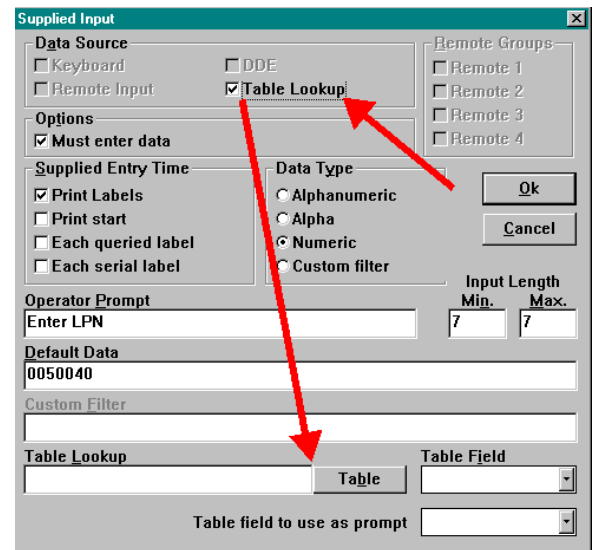 Supplied Input
Data Source
Keyboard
DDE
Remote Input
Table Lookup
Remote Groups
Remote 1
Remote 2
Remote 3
Remote 4
Options
Must enter data
Supplied Entry Time
Print Labels
Print start
Each queried label
Each serial label
Data Type
Alphanumeric
Alpha
Numeric
Custom filter
Ok
Cancel
Input Length
Min. Max.
7 7
Operator Prompt
Enter LPN
Default Data
0050040
Custom Filter
Table Lookup
Table
Table Field
Table field to use as prompt